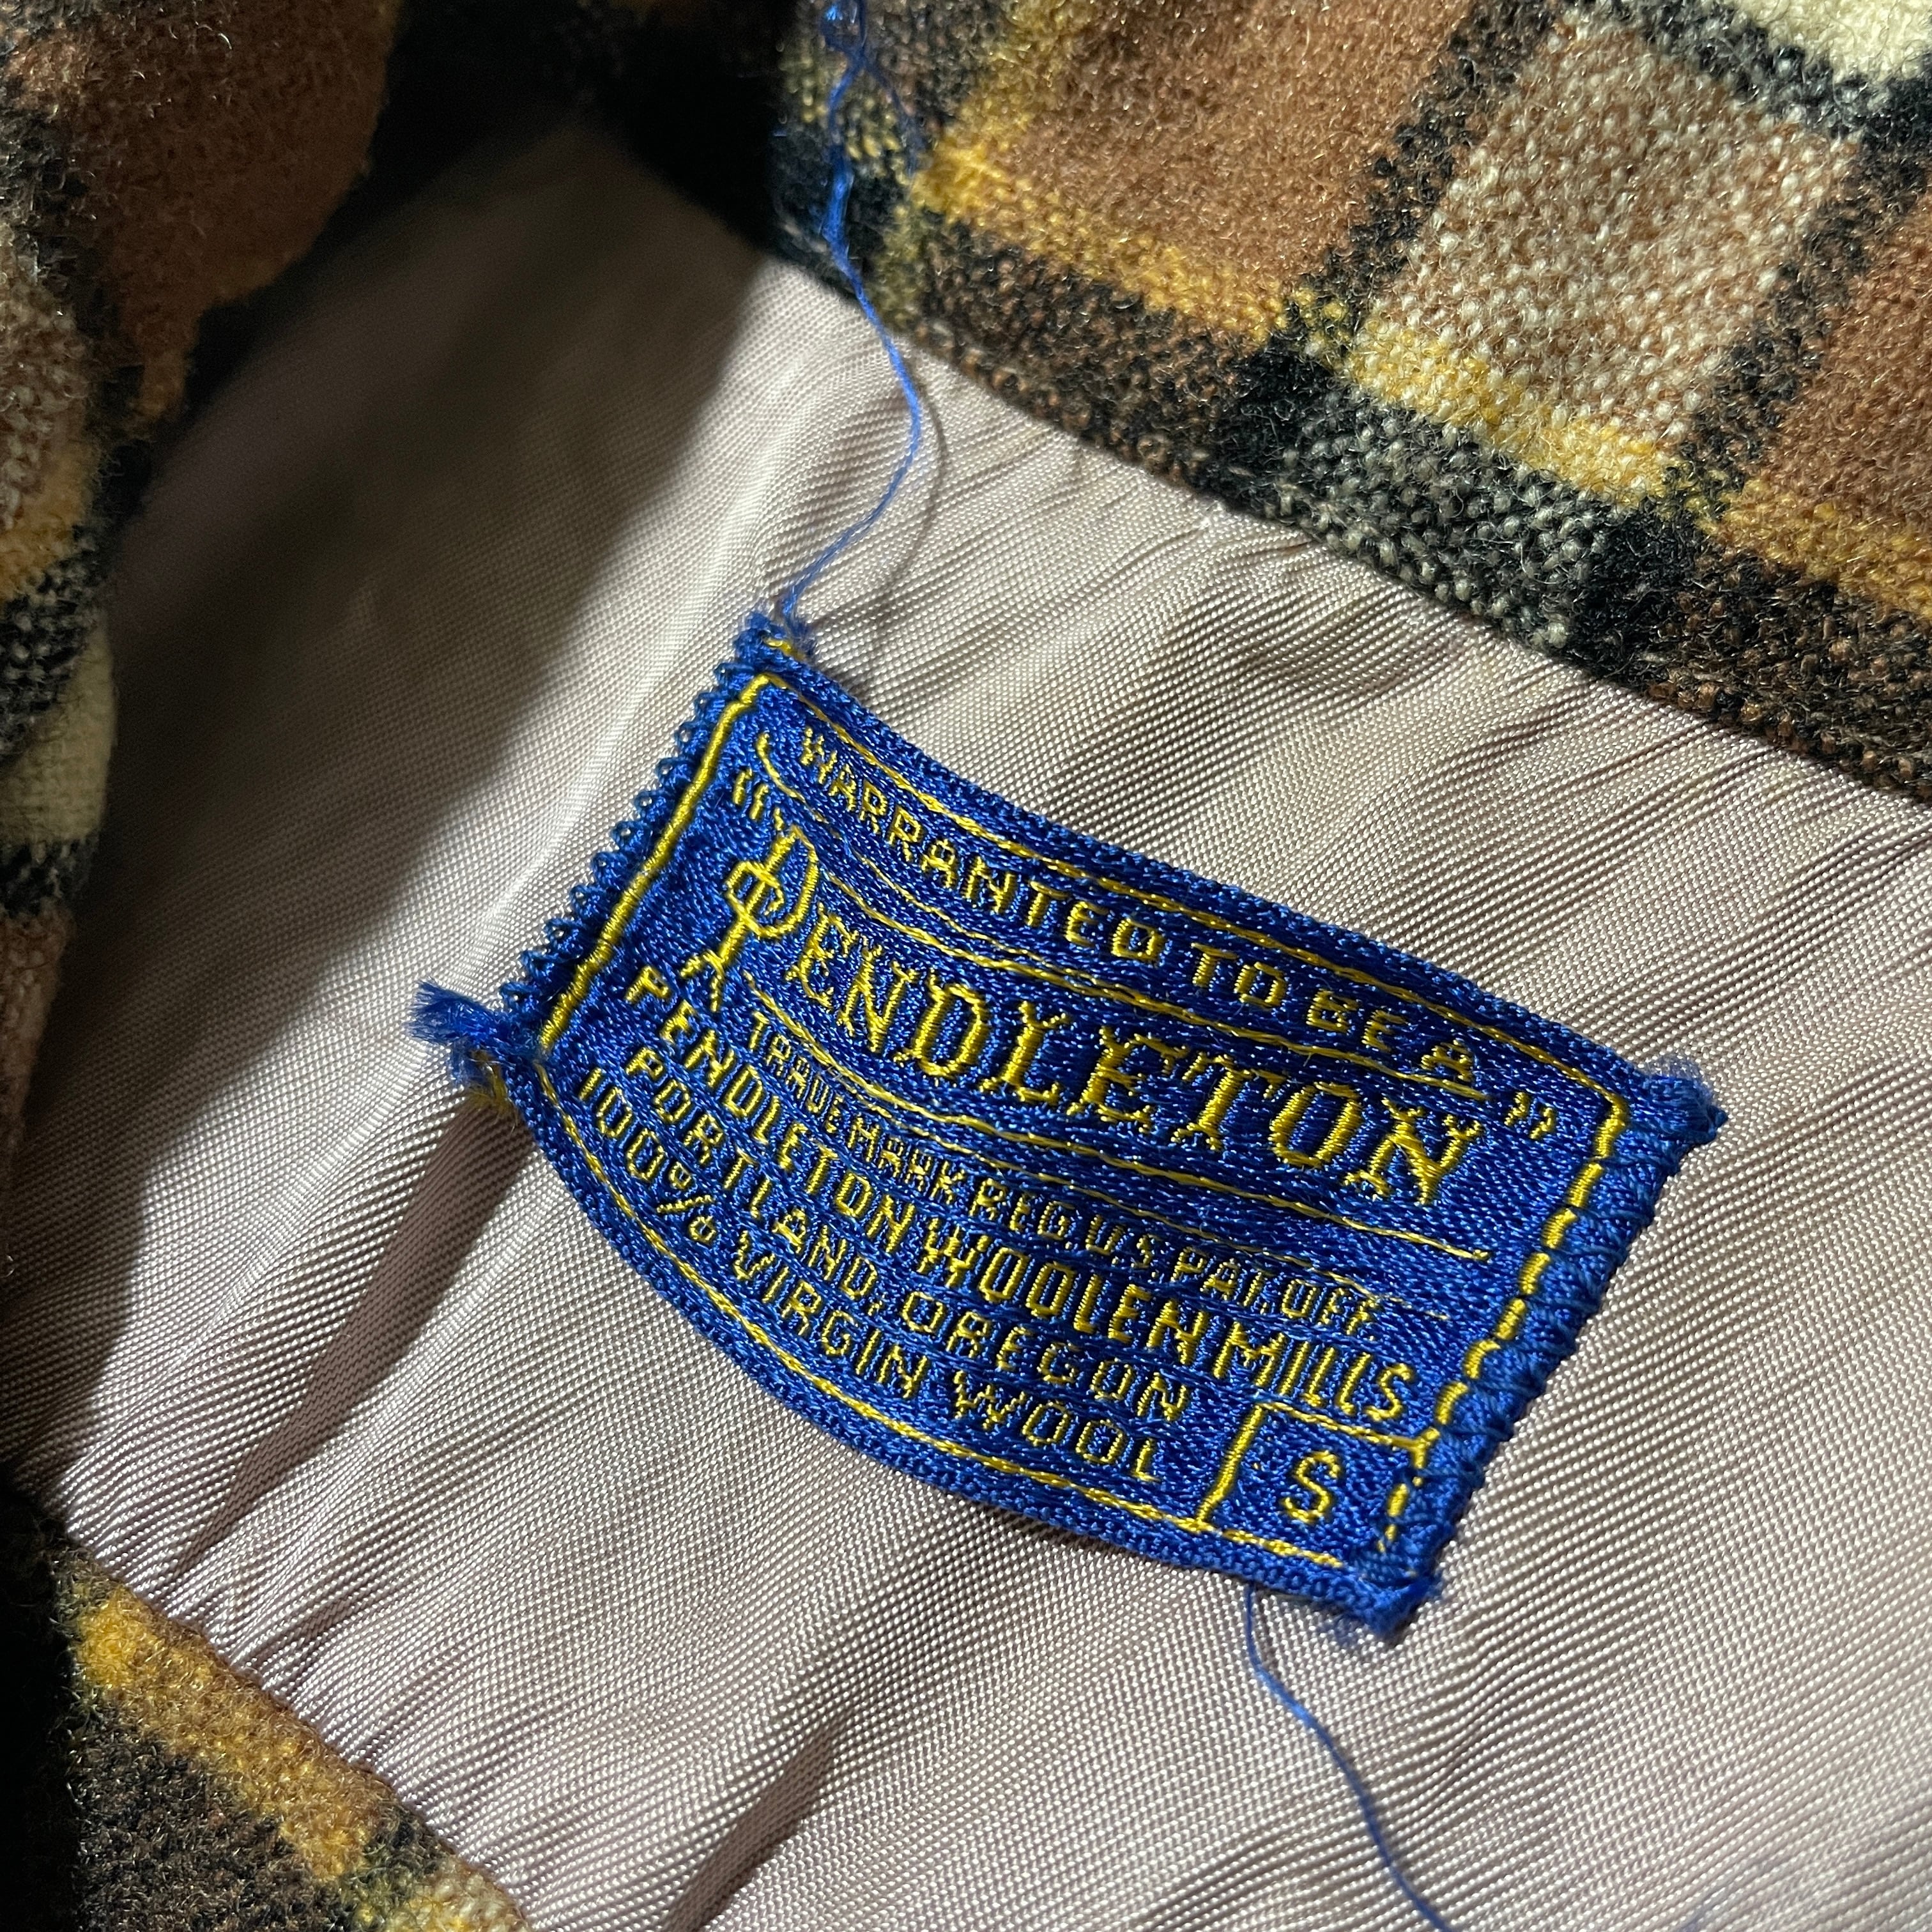 WARRANTED TO BE A
"PENDLETON"
TRADE MARK REG. U.S. PAT. OFF.
PENDLETON WOOLEN MILLS
PORTLAND, OREGON
100% VIRGIN WOOL
S